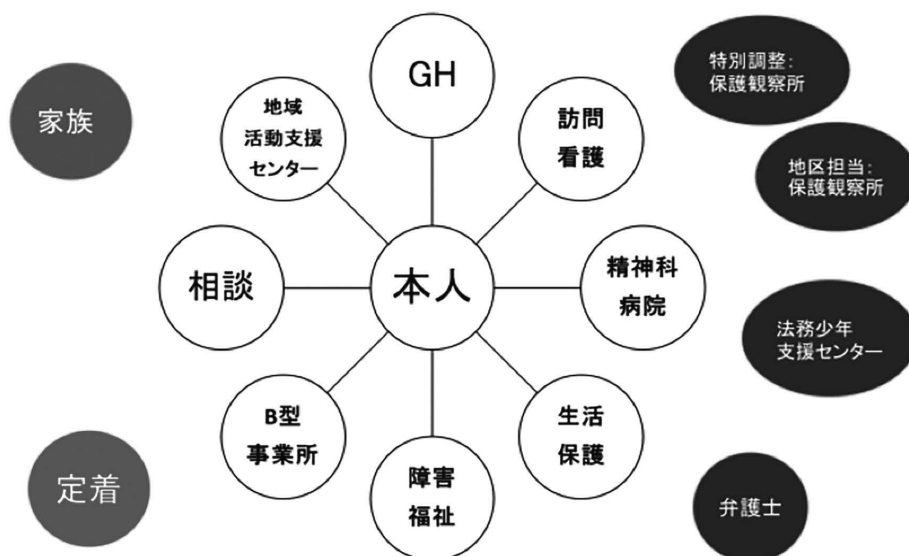 GH
特別調整:
保護観察所
家族
地域
活動支援
センター
訪問
看護
地区担当:
保護観察所
相談
本人
精神科
病院
法務少年
支援センター
B型
事業所
生活
保護
定着
障害
福祉
弁護士